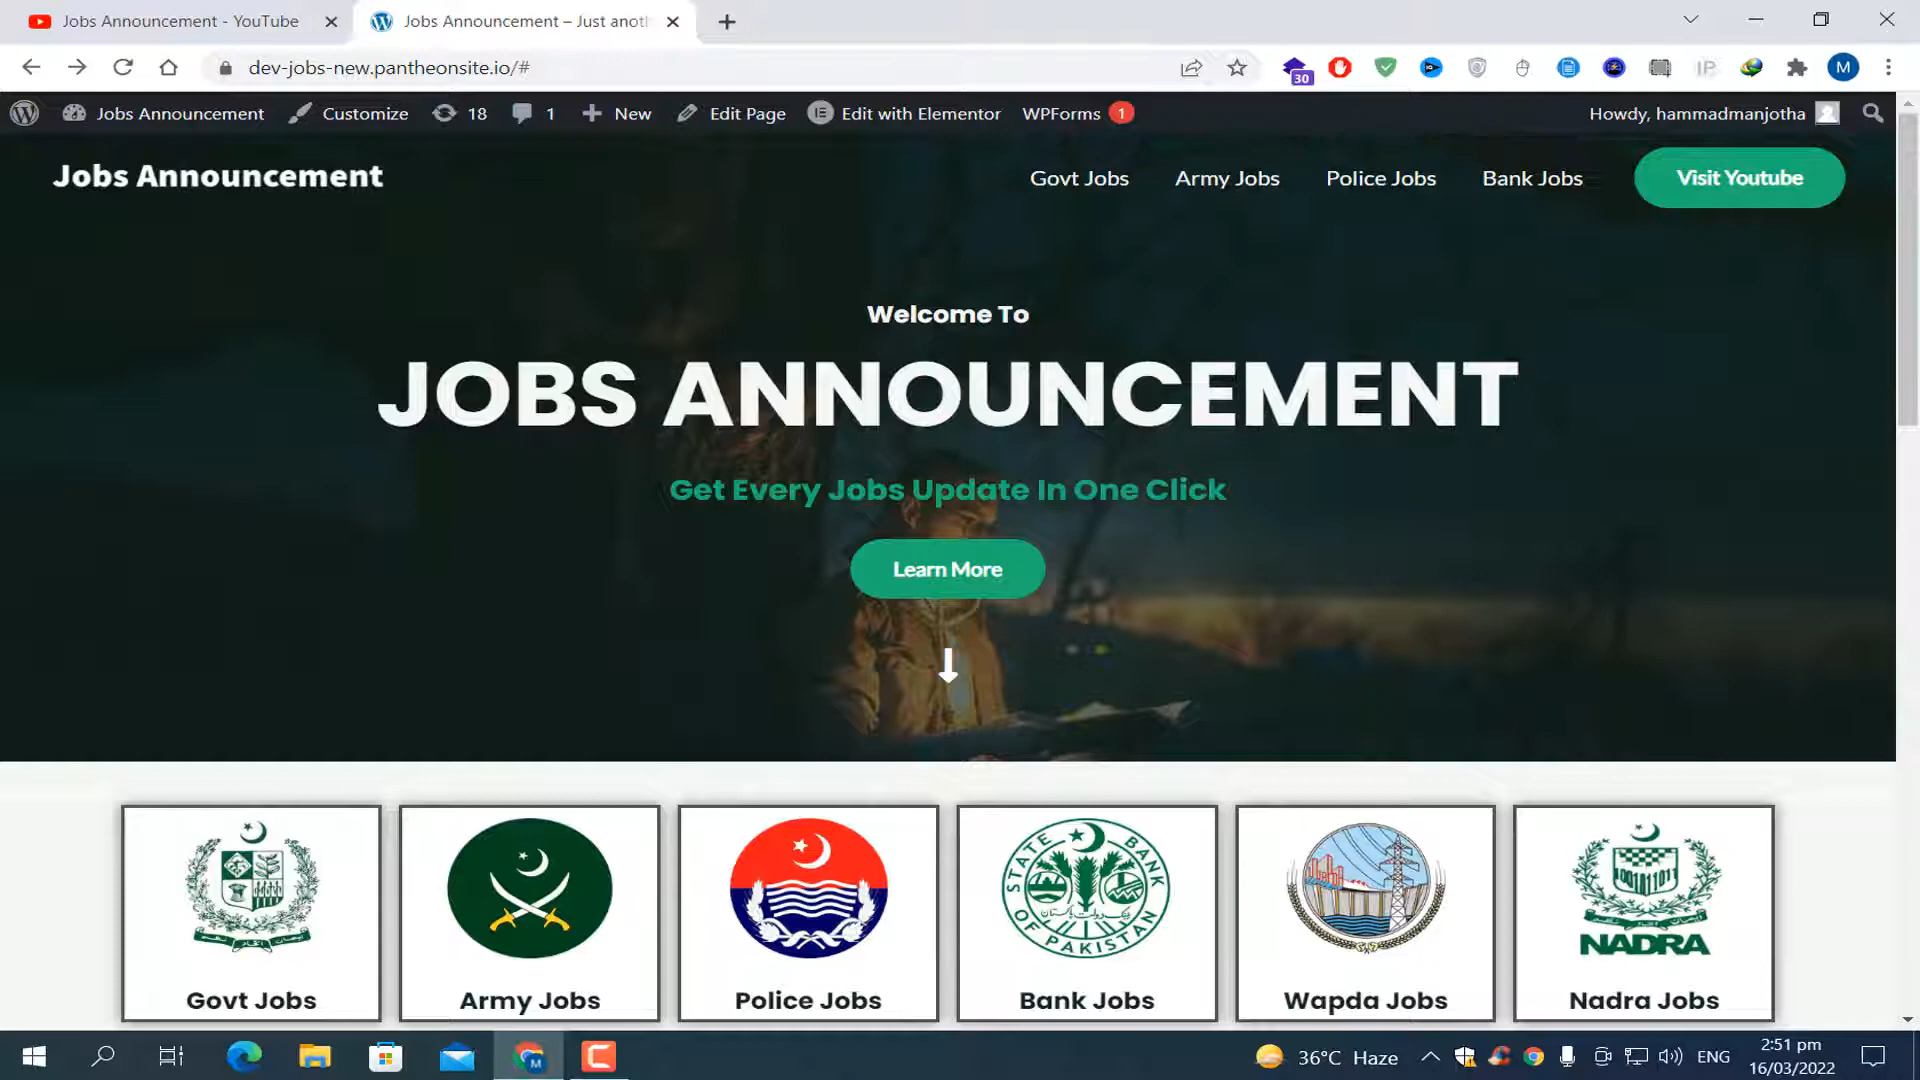 Jobs Announcement - YouTube
Jobs Announcement – Just anot
dev-jobs-new.pantheonsite.io/#
30
M
Jobs Announcement
Customize
18
1
New
Edit Page
Edit with Elementor
WPForms 1
Howdy, hammadmanjotha
Jobs Announcement
Govt Jobs
Army Jobs
Police Jobs
Bank Jobs
Visit Youtube
Welcome To
JOBS ANNOUNCEMENT
Get Every Jobs Update In One Click
Learn More
STATE BANK OF PAKISTAN
1001011011
NADRA
Govt Jobs
Army Jobs
Police Jobs
Bank Jobs
Wapda Jobs
Nadra Jobs
36°C Haze
ENG
2:51 pm
16/03/2022